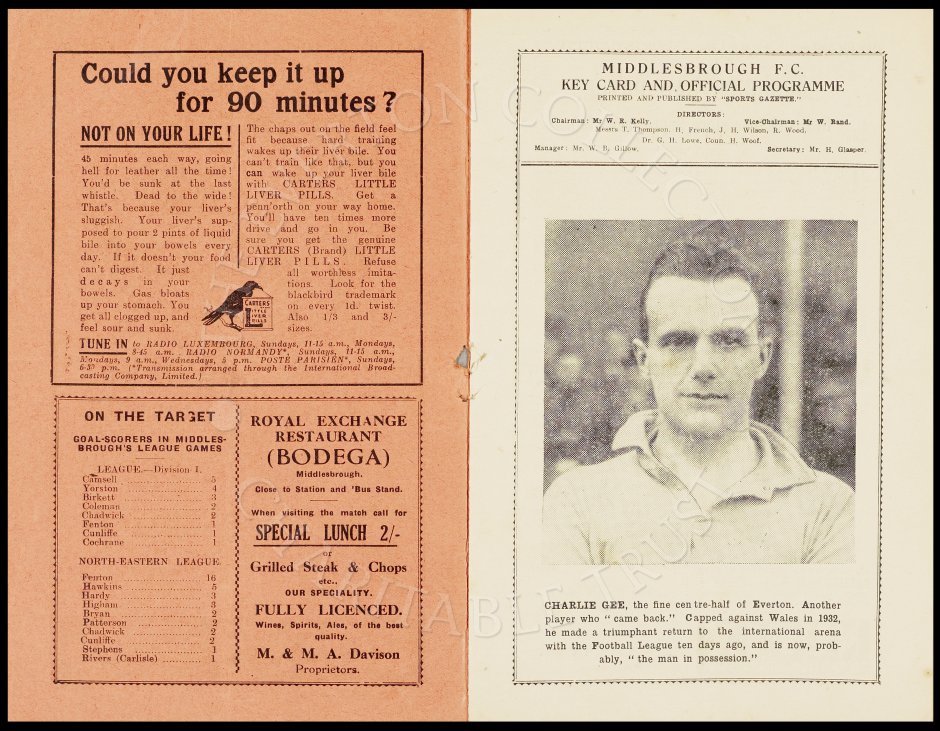 Could you keep it up
for 90 minutes?
NOT ON YOUR LIFE!
45 minutes each way, going
hell for leather all the time!
You'd be sunk at the last
whistle. Dead to the wide!
That's because your liver's
sluggish. Your liver's sup-
posed to pour 2 pints of liquid
bile into your bowels every
day. If it doesn't your food
can't digest. It just
decays in your
bowels. Gas bloats
up your stomach. You
get all clogged up, and
feel sour and sunk.
The chaps out on the field feel
fit because hard training
wakes up their liver bile. You
can't train like that, but you
can wake up your liver bile
with CARTERS LITTLE
LIVER PILLS. Get a
penn'orth on your way home.
You'll have ten times more
drive and go in you. Be
sure you get the genuine
CARTERS (Brand) LITTLE
LIVER PILLS. Refuse
all worthless imita-
tions. Look for the
blackbird trademark
on every 1d. twist.
Also 1/3 and 3/-
sizes.
CARTERS
LITTLE
LIVER
PILLS
TUNE IN to RADIO LUXEMBOURG, Sundays, 11-15 a.m., Mondays,
8-45 a.m. RADIO NORMANDY*, Sundays, 11-15 a.m.,
Mondays, 9 a.m., Wednesdays, 5 p.m. POSTE PARISIEN*, Sundays,
6-30 p.m. (*Transmission arranged through the International Broad-
casting Company, Limited.)
ON THE TARGET
GOAL-SCORERS IN MIDDLES-
BROUGH'S LEAGUE GAMES
LEAGUE.—Division I.
Camsell 5
Yorston 4
Birkett 3
Coleman 2
Chadwick 2
Fenton 1
Cunliffe 1
Cochrane 1
NORTH-EASTERN LEAGUE.
Fenton 16
Hawkins 5
Hardy 3
Higham 3
Bryan 2
Patterson 2
Chadwick 2
Cunliffe 2
Stephens 1
Rivers (Carlisle) 1
ROYAL EXCHANGE
RESTAURANT
(BODEGA)
Middlesbrough.
Close to Station and 'Bus Stand.
When visiting the match call for
SPECIAL LUNCH 2/-
or
Grilled Steak & Chops
etc..
OUR SPECIALITY.
FULLY LICENCED.
Wines, Spirits, Ales, of the best
quality.
M. & M. A. Davison
Proprietors.
MIDDLESBROUGH F.C.
KEY CARD AND OFFICIAL PROGRAMME
PRINTED AND PUBLISHED BY "SPORTS GAZETTE."
DIRECTORS:
Chairman: Mr W. R. Kelly. Vice-Chairman: Mr W. Rand.
Messrs T. Thompson, H. French, J. H. Wilson, R. Wood,
Dr. G. H. Lowe, Coun. H. Woof.
Manager: Mr. W. B. Gillow. Secretary: Mr. H. Glasper.
CHARLIE GEE, the fine centre-half of Everton. Another
player who "came back." Capped against Wales in 1932,
he made a triumphant return to the international arena
with the Football League ten days ago, and is now, prob-
ably, "the man in possession."